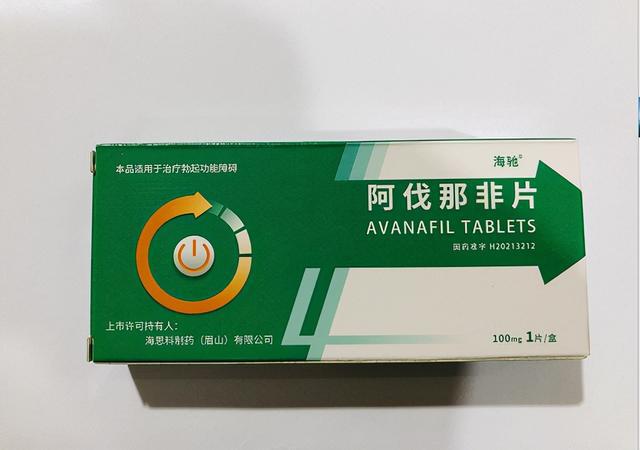 本品适用于治疗勃起功能障碍
海驰®
阿伐那非片
AVANAFIL TABLETS
国药准字 H20213212
上市许可持有人：
海思科制药（眉山）有限公司
100mg 1片/盒